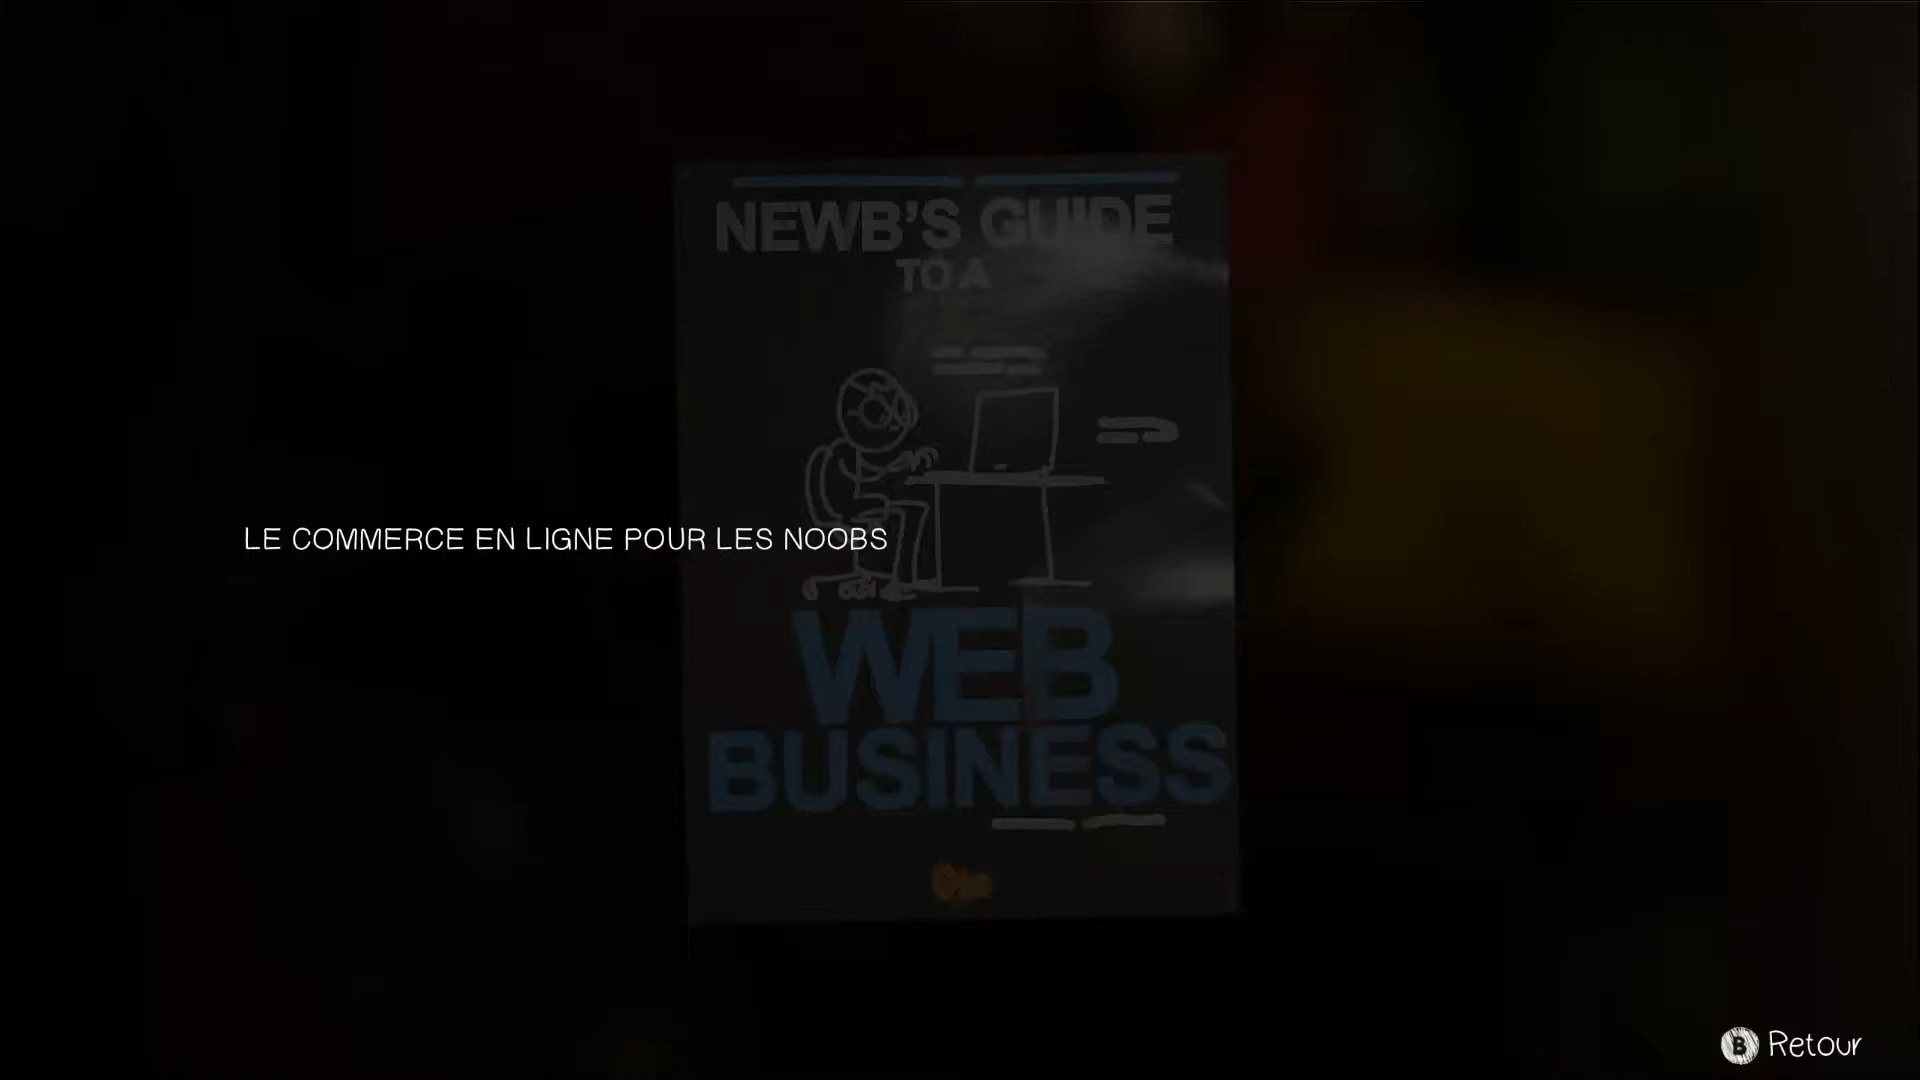 NEWB'S GUIDE
TO A
LE COMMERCE EN LIGNE POUR LES NOOBS
WEB
BUSINESS
B Retour